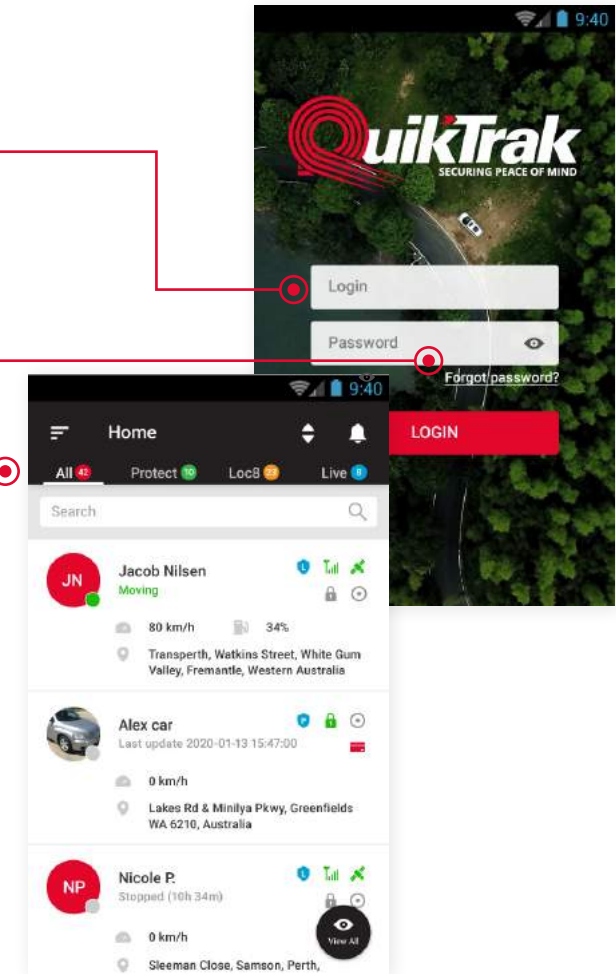 9:40
QuikTrak
SECURING PEACE OF MIND
Login
Password
Forgot password?
LOGIN
9:40
Home
All 42
Protect 10
Loc8 23
Live 8
Search
JN
Jacob Nilsen
Moving
80 km/h
34%
Transperth, Watkins Street, White Gum
Valley, Fremantle, Western Australia
Alex car
Last update 2020-01-13 15:47:00
0 km/h
Lakes Rd & Minilya Pkwy, Greenfields
WA 6210, Australia
NP
Nicole P.
Stopped (10h 34m)
0 km/h
View All
Sleeman Close, Samson, Perth,